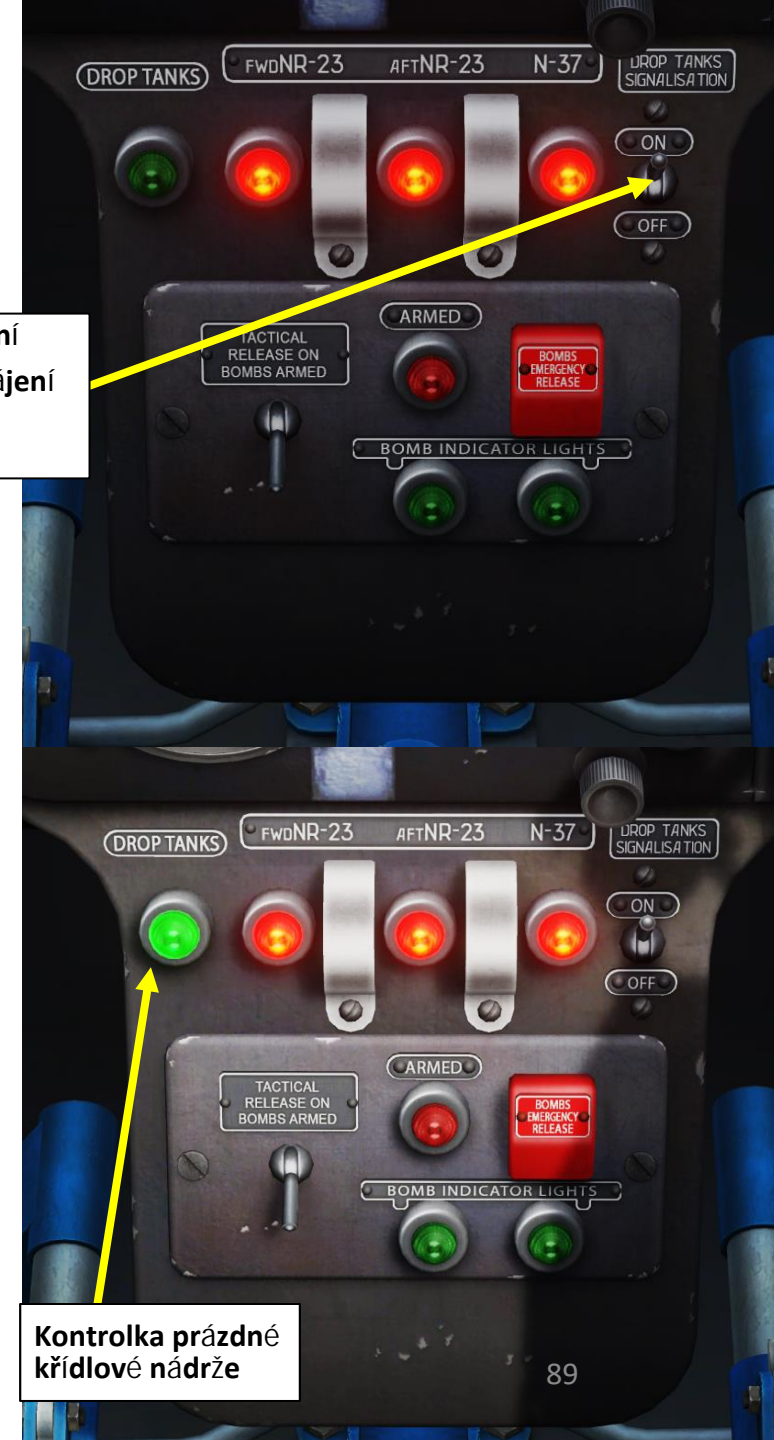 DROP TANKS
FWDNR-23 AFTNR-23 N-37
DROP TANKS
SIGNALISATION
ON
OFF
ní
jení
ARMED
TACTICAL
RELEASE ON
BOMBS ARMED
BOMBS
EMERGENCY
RELEASE
BOMB INDICATOR LIGHTS
DROP TANKS
FWDNR-23 AFTNR-23 N-37
DROP TANKS
SIGNALISATION
ON
OFF
ARMED
TACTICAL
RELEASE ON
BOMBS ARMED
BOMBS
EMERGENCY
RELEASE
BOMB INDICATOR LIGHTS
Kontrolka prázdné
křídlové nádrže
89